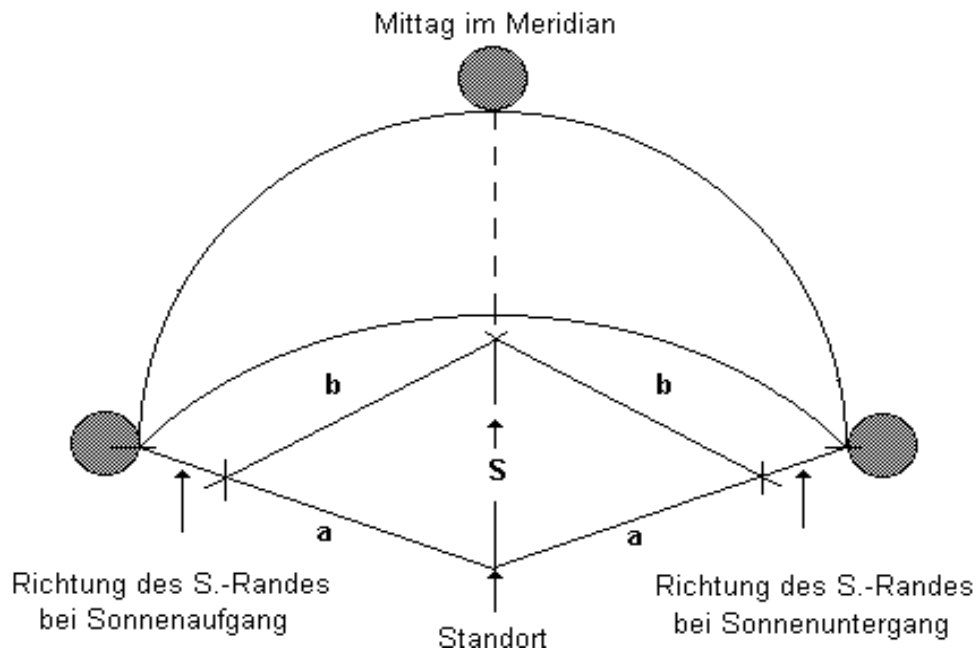 Mittag im Meridian
b
b
S
a
a
Richtung des S.-Randes
bei Sonnenaufgang
Standort
Richtung des S.-Randes
bei Sonnenuntergang